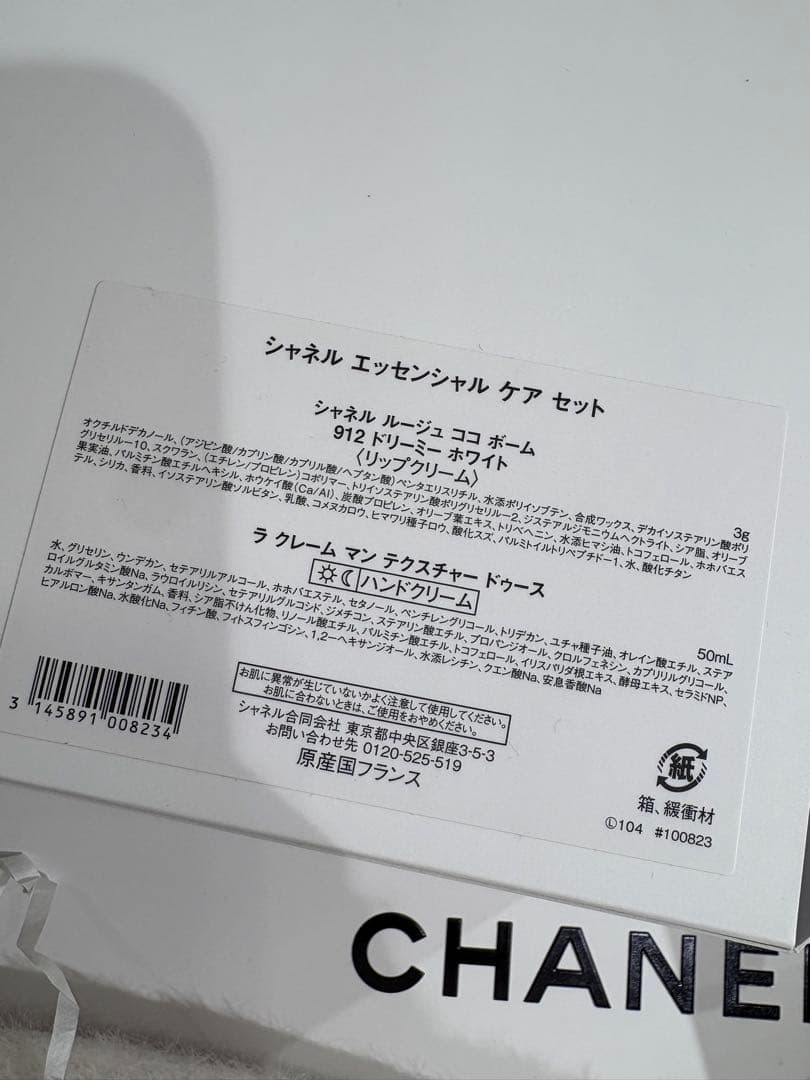 シャネル エッセンシャル ケア セット
シャネル ルージュ ココ ボーム
912 ドリーミー ホワイト
〈リップクリーム〉
3g
オクチルドデカノール、(アジピン酸/カプリン酸/カプリル酸/ヘプタン酸)ペンタエリスリチル、水添ポリイソブテン、合成ワックス、デカイソステアリン酸ポリ
グリセリル-10、スクワラン、(エチレン/プロピレン)コポリマー、トリイソステアリン酸ポリグリセリル-2、ジステアルジモニウムヘクトライト、シア脂、オリーブ
果実油、パルミチン酸エチルヘキシル、ホウケイ酸(Ca/Al)、炭酸プロピレン、オリーブ葉エキス、トリベヘニン、水添ヒマシ油、トコフェロール、ホホバエス
テル、シリカ、香料、イソステアリン酸ソルビタン、乳酸、コメヌカロウ、ヒマワリ種子ロウ、酸化スズ、パルミトイルトリペプチド-1、水、酸化チタン
ラ クレーム マン テクスチャー ドゥース
ハンドクリーム
50mL
水、グリセリン、ウンデカン、セテアリルアルコール、ホホバエステル、セタノール、ペンチレングリコール、トリデカン、ユチャ種子油、オレイン酸エチル、ステア
ロイルグルタミン酸Na、ラウロイルリシン、セテアリルグルコシド、ジメチコン、ステアリン酸エチル、プロパンジオール、クロルフェネシン、カプリリルグリコール、
カルボマー、キサンタンガム、香料、シア脂不けん化物、リノール酸エチル、パルミチン酸エチル、トコフェロール、イリスパリダ根エキス、酵母エキス、セラミドNP、
ヒアルロン酸Na、水酸化Na、フィチン酸、フィトスフィンゴシン、1,2-ヘキサンジオール、水添レシチン、クエン酸Na、安息香酸Na
お肌に異常が生じていないかよく注意して使用してください。
お肌に合わないときは、ご使用をおやめください。
シャネル合同会社 東京都中央区銀座3-5-3
お問い合わせ先 0120-525-519
原産国フランス
3 145891 008234
紙
箱、緩衝材
Ⓛ104 #100823
CHANEL